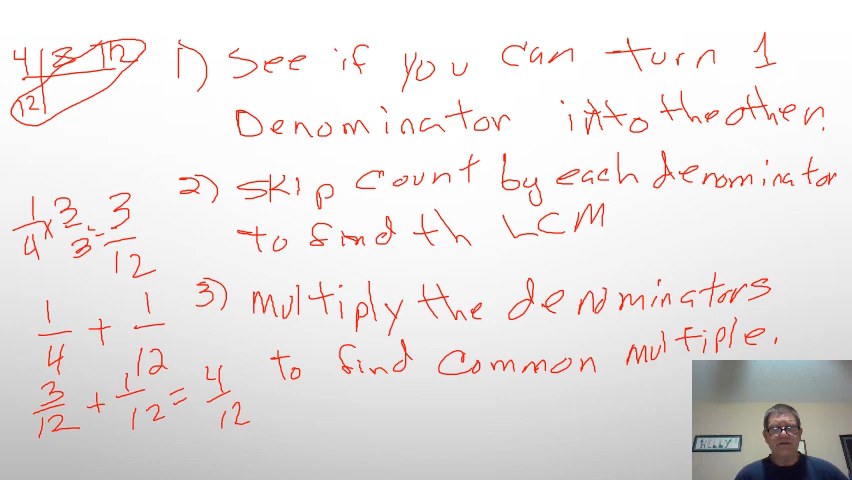 4 8 12
12
1) See if you can turn 1
Denominator into the other.
2) Skip count by each denominator
to find th LCM
1/4 x 3/3 = 3/12
3) multiply the denominators
to find common multiple.
1/4 + 1/12
3/12 + 1/12 = 4/12
NELLY